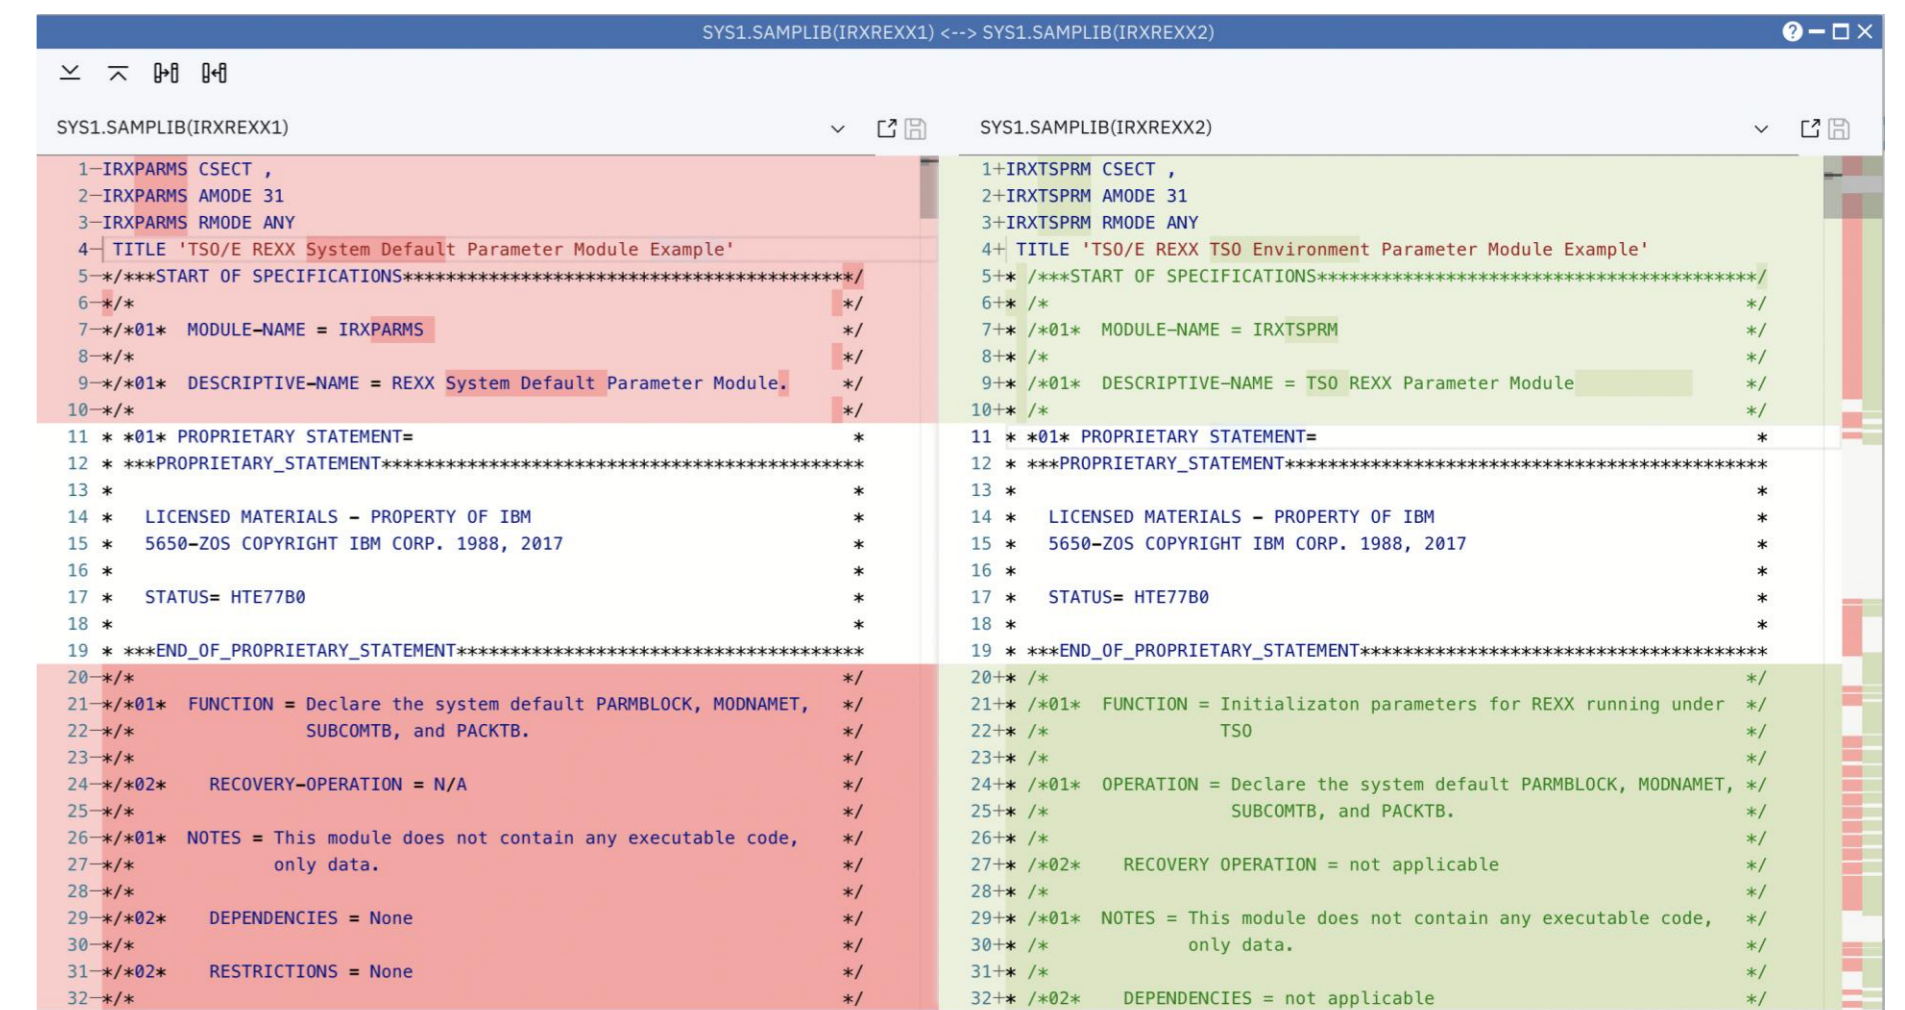 SYS1.SAMPLIB(IRXREXX1) <--> SYS1.SAMPLIB(IRXREXX2)
SYS1.SAMPLIB(IRXREXX1)
1—IRXPARMS CSECT ,
2—IRXPARMS AMODE 31
3—IRXPARMS RMODE ANY
4— TITLE 'TSO/E REXX System Default Parameter Module Example'
5—*/***START OF SPECIFICATIONS*****************************************/
6—*/*                                                                  */
7—*/*01*  MODULE-NAME = IRXPARMS                                       */
8—*/*                                                                  */
9—*/*01*  DESCRIPTIVE-NAME = REXX System Default Parameter Module.     */
10—*/*                                                                  */
11 * *01* PROPRIETARY STATEMENT=                                         *
12 * ***PROPRIETARY_STATEMENT*********************************************
13 *                                                                     *
14 *   LICENSED MATERIALS - PROPERTY OF IBM                              *
15 *   5650-ZOS COPYRIGHT IBM CORP. 1988, 2017                           *
16 *                                                                     *
17 *   STATUS= HTE77B0                                                   *
18 *                                                                     *
19 * ***END_OF_PROPRIETARY_STATEMENT**************************************
20—*/*                                                                  */
21—*/*01*  FUNCTION = Declare the system default PARMBLOCK, MODNAMET,   */
22—*/*                SUBCOMTB, and PACKTB.                             */
23—*/*                                                                  */
24—*/*02*    RECOVERY-OPERATION = N/A                                   */
25—*/*                                                                  */
26—*/*01*  NOTES = This module does not contain any executable code,    */
27—*/*             only data.                                           */
28—*/*                                                                  */
29—*/*02*    DEPENDENCIES = None                                        */
30—*/*                                                                  */
31—*/*02*    RESTRICTIONS = None                                        */
32—*/*                                                                  */
SYS1.SAMPLIB(IRXREXX2)
1+IRXTSPRM CSECT ,
2+IRXTSPRM AMODE 31
3+IRXTSPRM RMODE ANY
4+ TITLE 'TSO/E REXX TSO Environment Parameter Module Example'
5+* /***START OF SPECIFICATIONS*****************************************/
6+* /*                                                                 */
7+* /*01*  MODULE-NAME = IRXTSPRM                                      */
8+* /*                                                                 */
9+* /*01*  DESCRIPTIVE-NAME = TSO REXX Parameter Module                */
10+* /*                                                                 */
11 * *01* PROPRIETARY STATEMENT=                                         *
12 * ***PROPRIETARY_STATEMENT*********************************************
13 *                                                                     *
14 *   LICENSED MATERIALS - PROPERTY OF IBM                              *
15 *   5650-ZOS COPYRIGHT IBM CORP. 1988, 2017                           *
16 *                                                                     *
17 *   STATUS= HTE77B0                                                   *
18 *                                                                     *
19 * ***END_OF_PROPRIETARY_STATEMENT**************************************
20+* /*                                                                 */
21+* /*01*  FUNCTION = Initializaton parameters for REXX running under  */
22+* /*                TSO                                              */
23+* /*                                                                 */
24+* /*01*  OPERATION = Declare the system default PARMBLOCK, MODNAMET, */
25+* /*                 SUBCOMTB, and PACKTB.                           */
26+* /*                                                                 */
27+* /*02*    RECOVERY OPERATION = not applicable                       */
28+* /*                                                                 */
29+* /*01*  NOTES = This module does not contain any executable code,   */
30+* /*             only data.                                          */
31+* /*                                                                 */
32+* /*02*    DEPENDENCIES = not applicable                             */